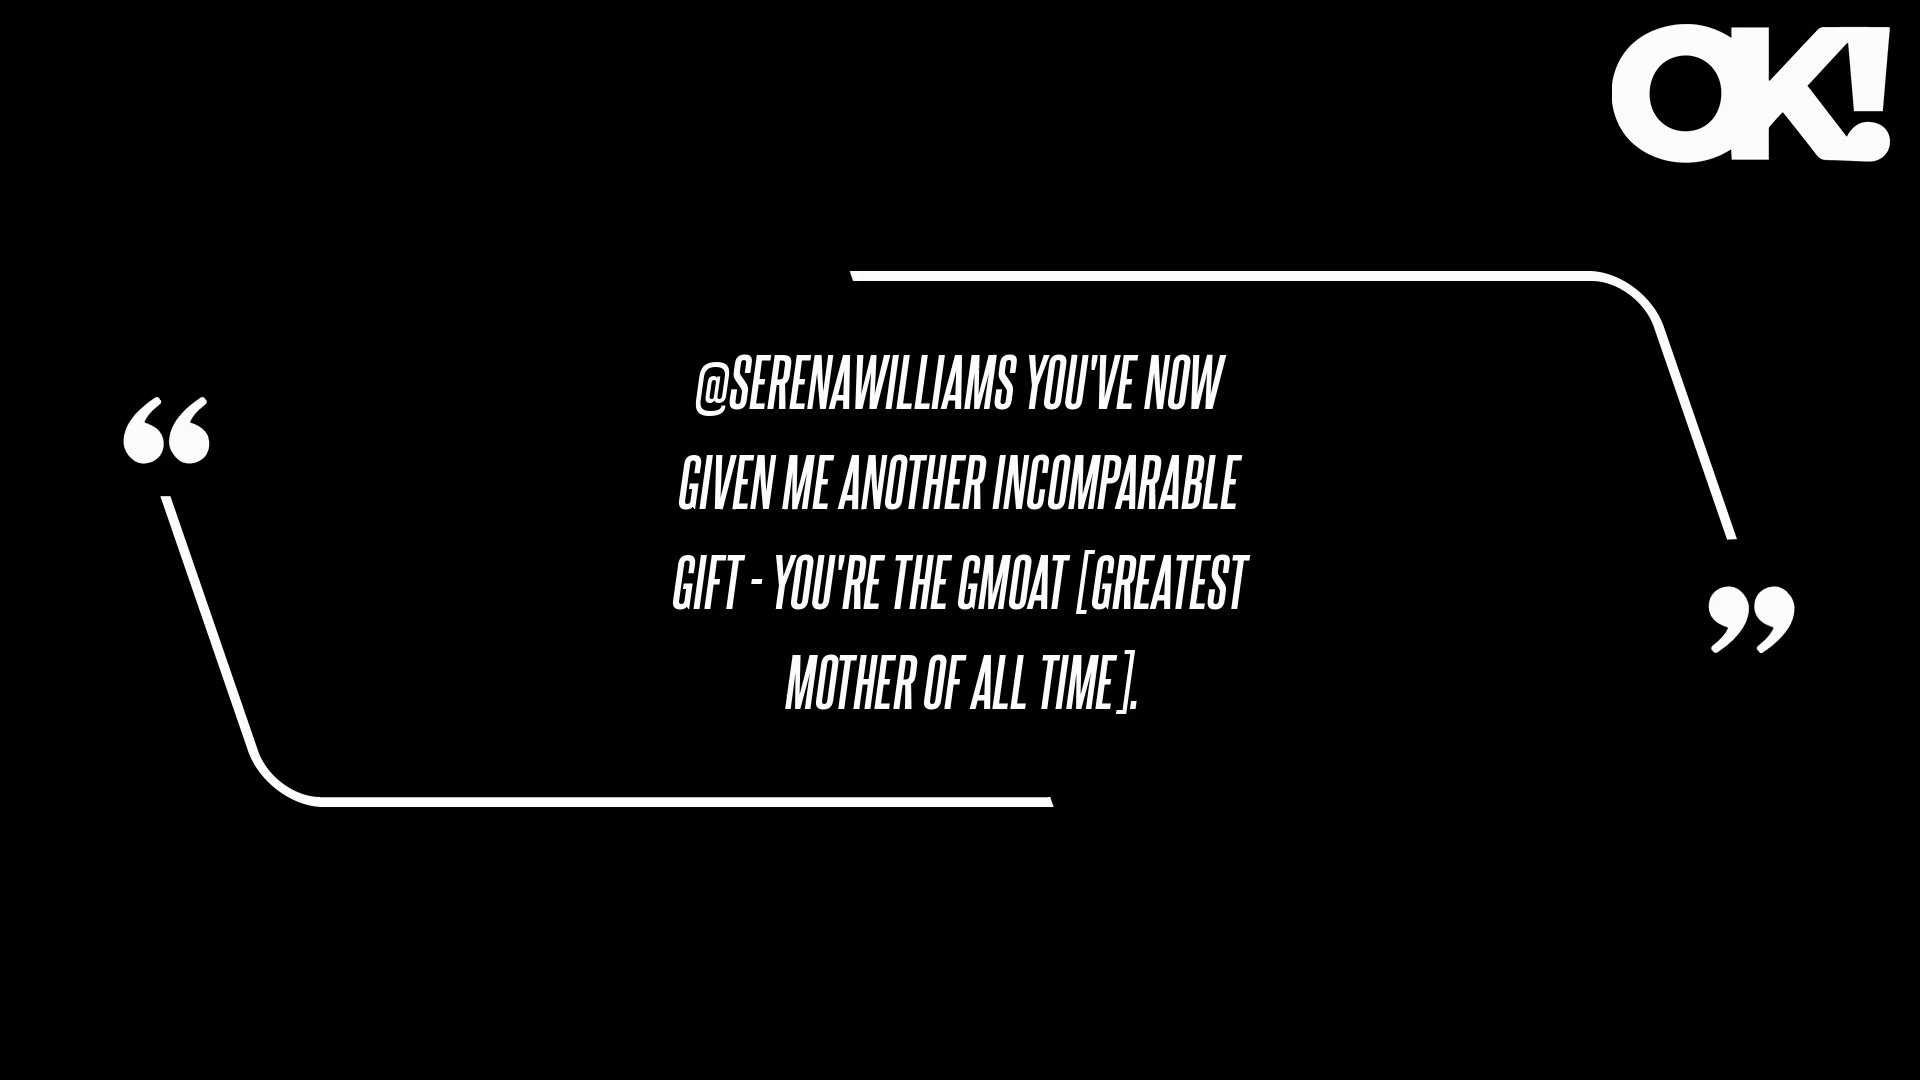 OK!
“
@SERENAWILLIAMS YOU'VE NOW
GIVEN ME ANOTHER INCOMPARABLE
GIFT - YOU'RE THE GMOAT [GREATEST
MOTHER OF ALL TIME].
”